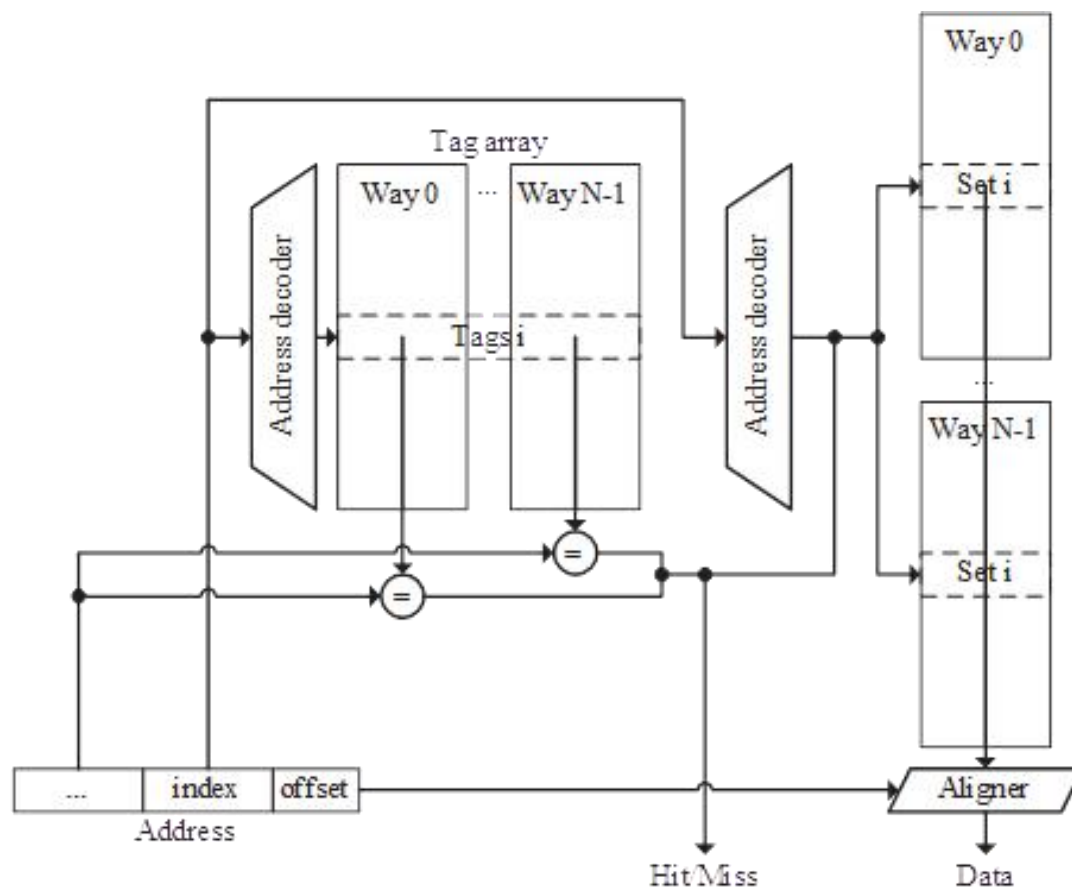 Way 0
Tag array
Way 0
...
Way N-1
Set i
Address decoder
Tags i
Address decoder
...
Way N-1
=
Set i
=
...
index
offset
Aligner
Address
Hit/Miss
Data